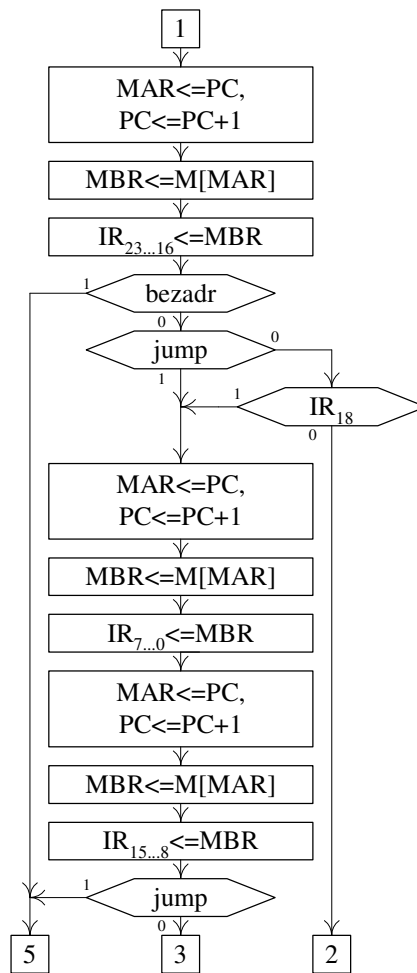 1
MAR<=PC,
PC<=PC+1
MBR<=M[MAR]
IR23...16<=MBR
1 bezadr
0 0
jump
1 1
IR18
0
MAR<=PC,
PC<=PC+1
MBR<=M[MAR]
IR7...0<=MBR
MAR<=PC,
PC<=PC+1
MBR<=M[MAR]
IR15...8<=MBR
1 jump
0
5 3 2